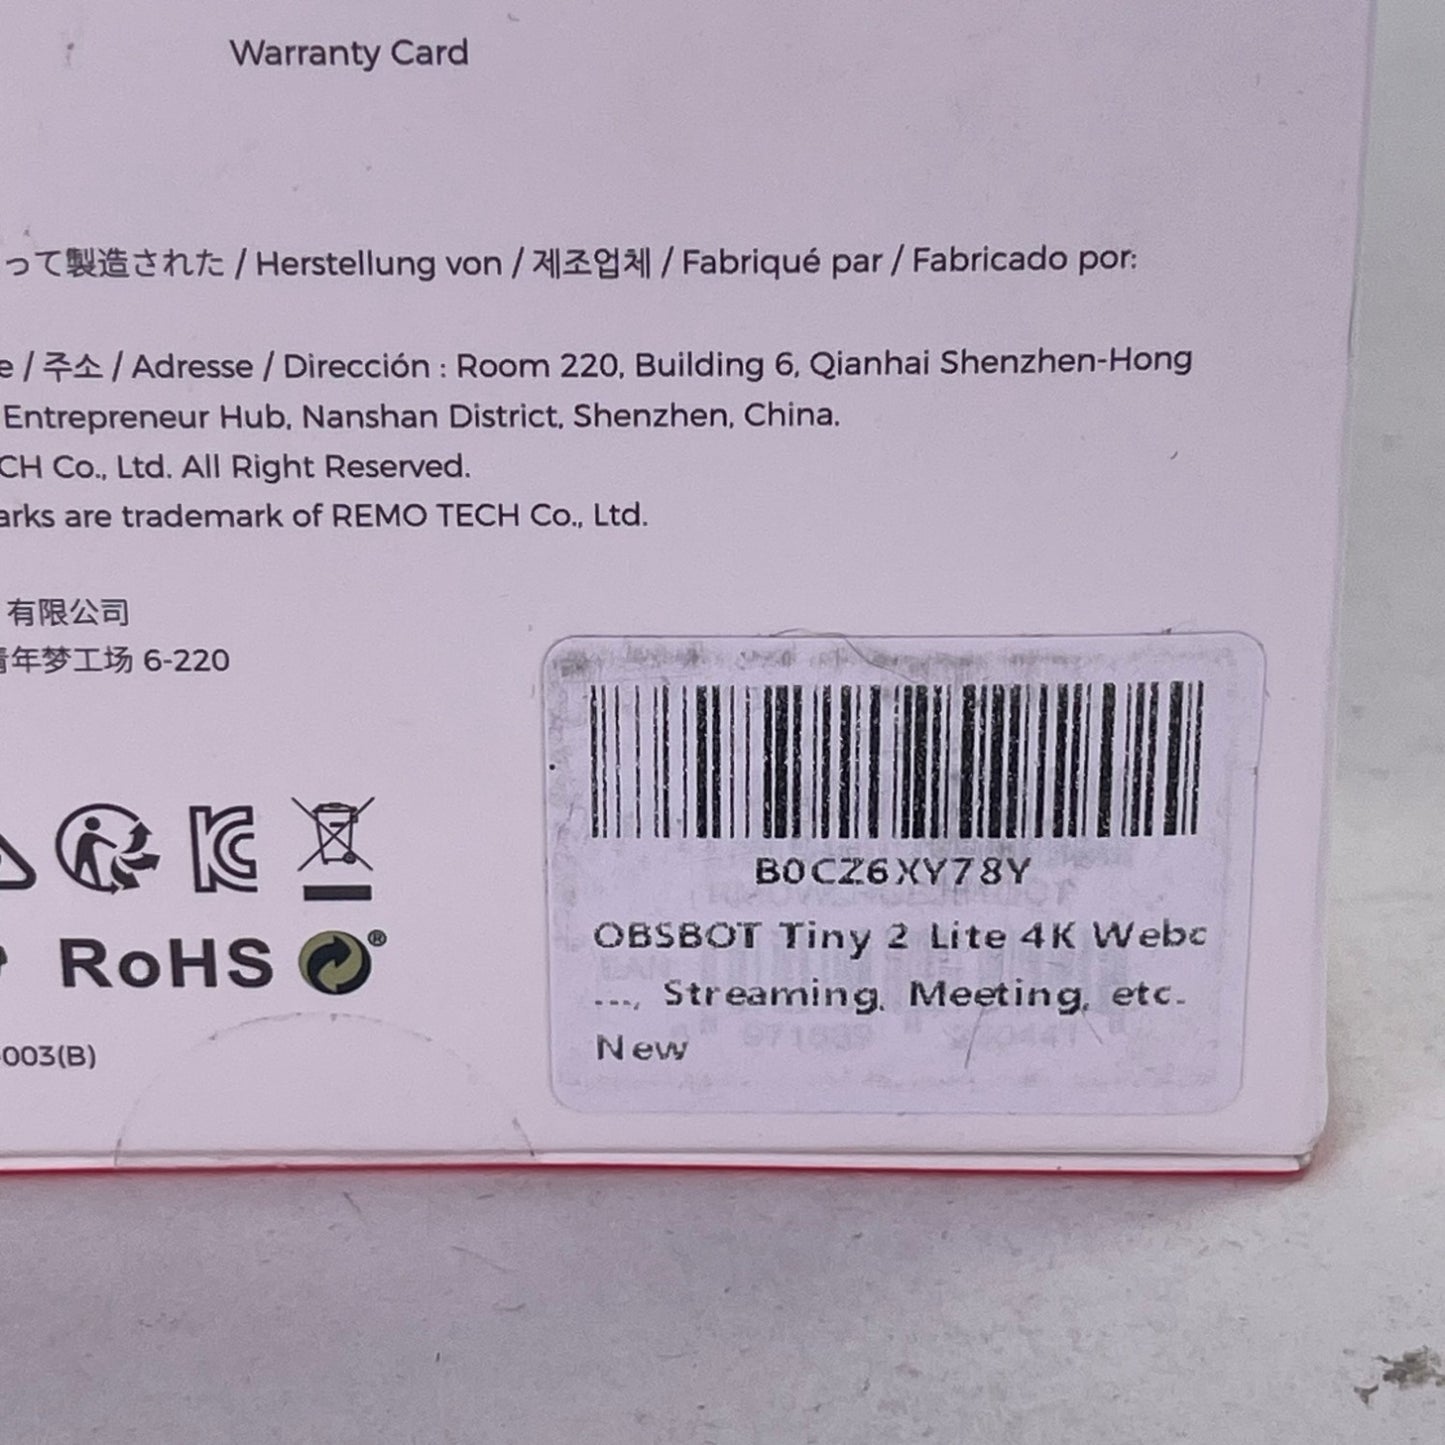 Warranty Card
って製造された / Herstellung von / 제조업체 / Fabriqué par / Fabricado por:
e / 주소 / Adresse / Dirección : Room 220, Building 6, Qianhai Shenzhen-Hong
Entrepreneur Hub, Nanshan District, Shenzhen, China.
CH Co., Ltd. All Right Reserved.
arks are trademark of REMO TECH Co., Ltd.
有限公司
青年梦工场 6-220
RoHS
®
-003(B)
B0CZ6XY78Y
OBSBOT Tiny 2 Lite 4K Webc
..., Streaming, Meeting, etc.
New